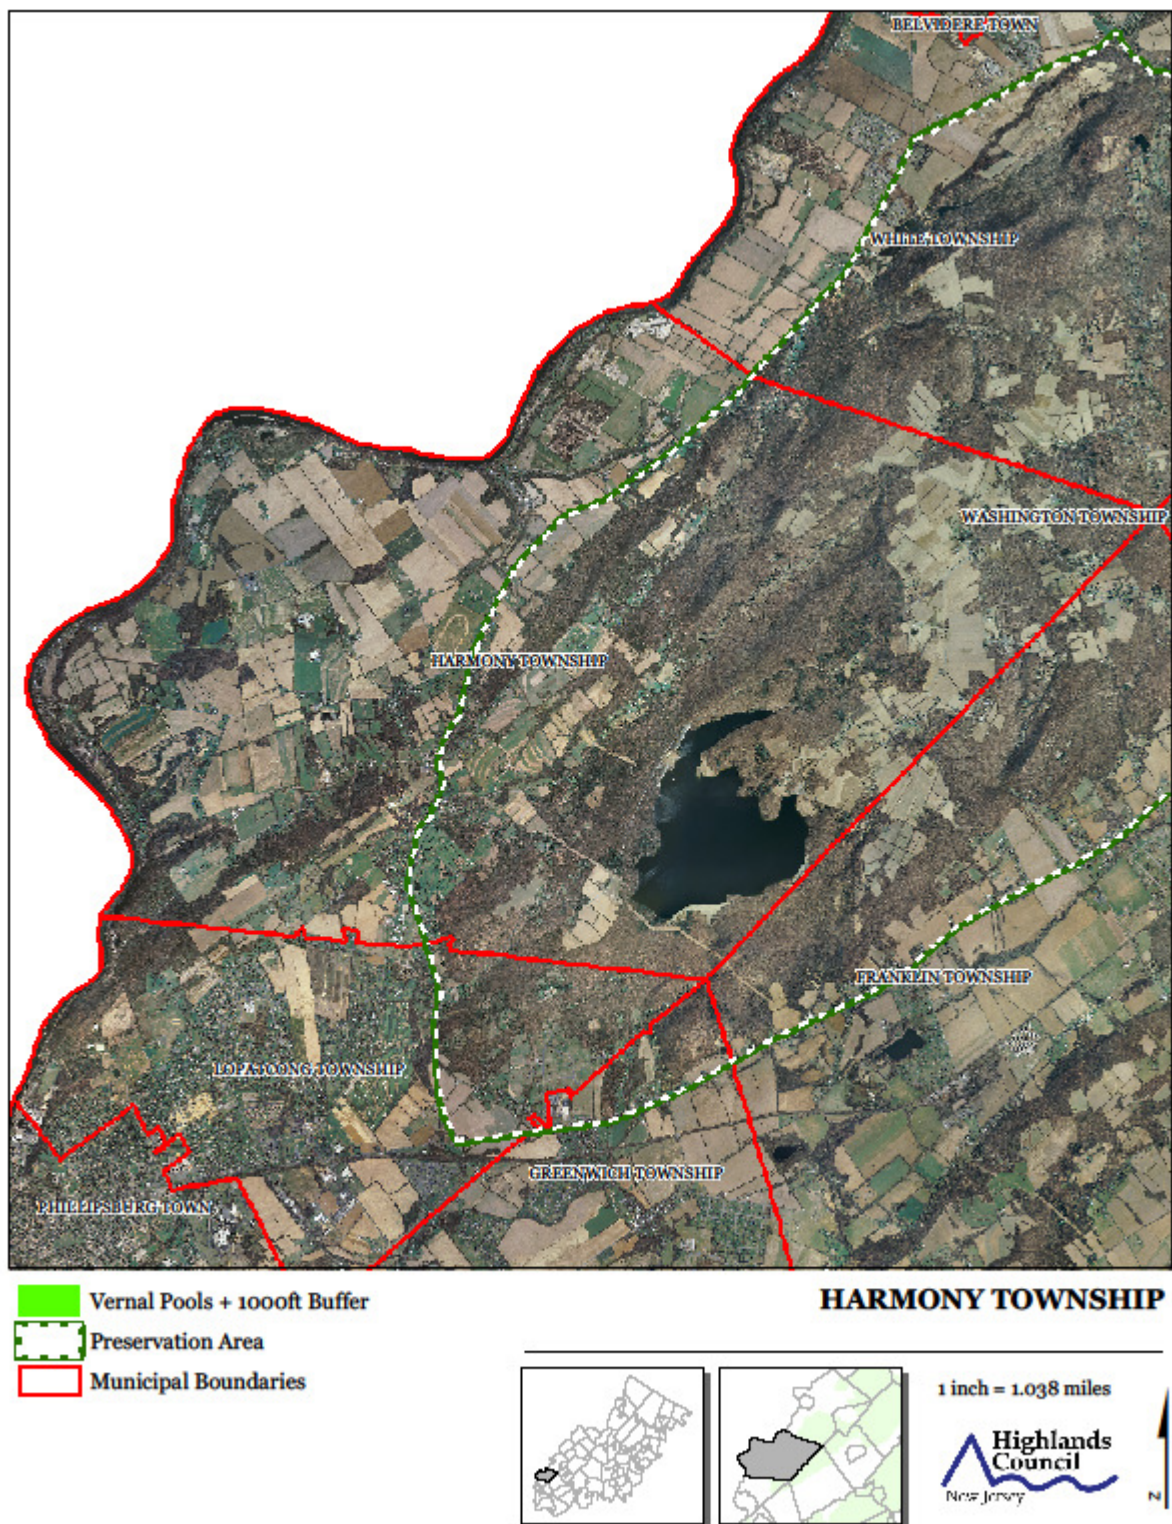 BELVIDERE TOWN
WHITE TOWNSHIP
WASHINGTON TOWNSHIP
HARMONY TOWNSHIP
FRANKLIN TOWNSHIP
LOPATCONG TOWNSHIP
GREENWICH TOWNSHIP
PHILLIPSBURG TOWN
Vernal Pools + 1000ft Buffer
Preservation Area
Municipal Boundaries
HARMONY TOWNSHIP
1 inch = 1.038 miles
Highlands
Council
New Jersey
N